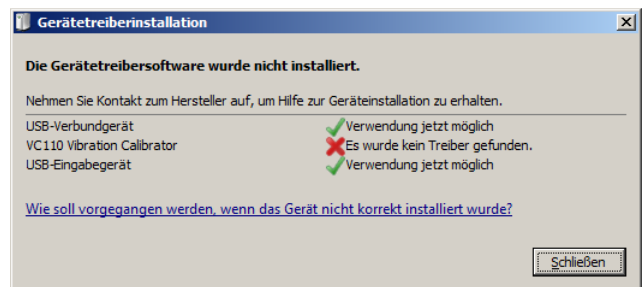 Gerätetreiberinstallation
Die Gerätetreibersoftware wurde nicht installiert.
Nehmen Sie Kontakt zum Hersteller auf, um Hilfe zur Geräteinstallation zu erhalten.
USB-Verbundgerät Verwendung jetzt möglich
VC110 Vibration Calibrator Es wurde kein Treiber gefunden.
USB-Eingabegerät Verwendung jetzt möglich
Wie soll vorgegangen werden, wenn das Gerät nicht korrekt installiert wurde?
Schließen